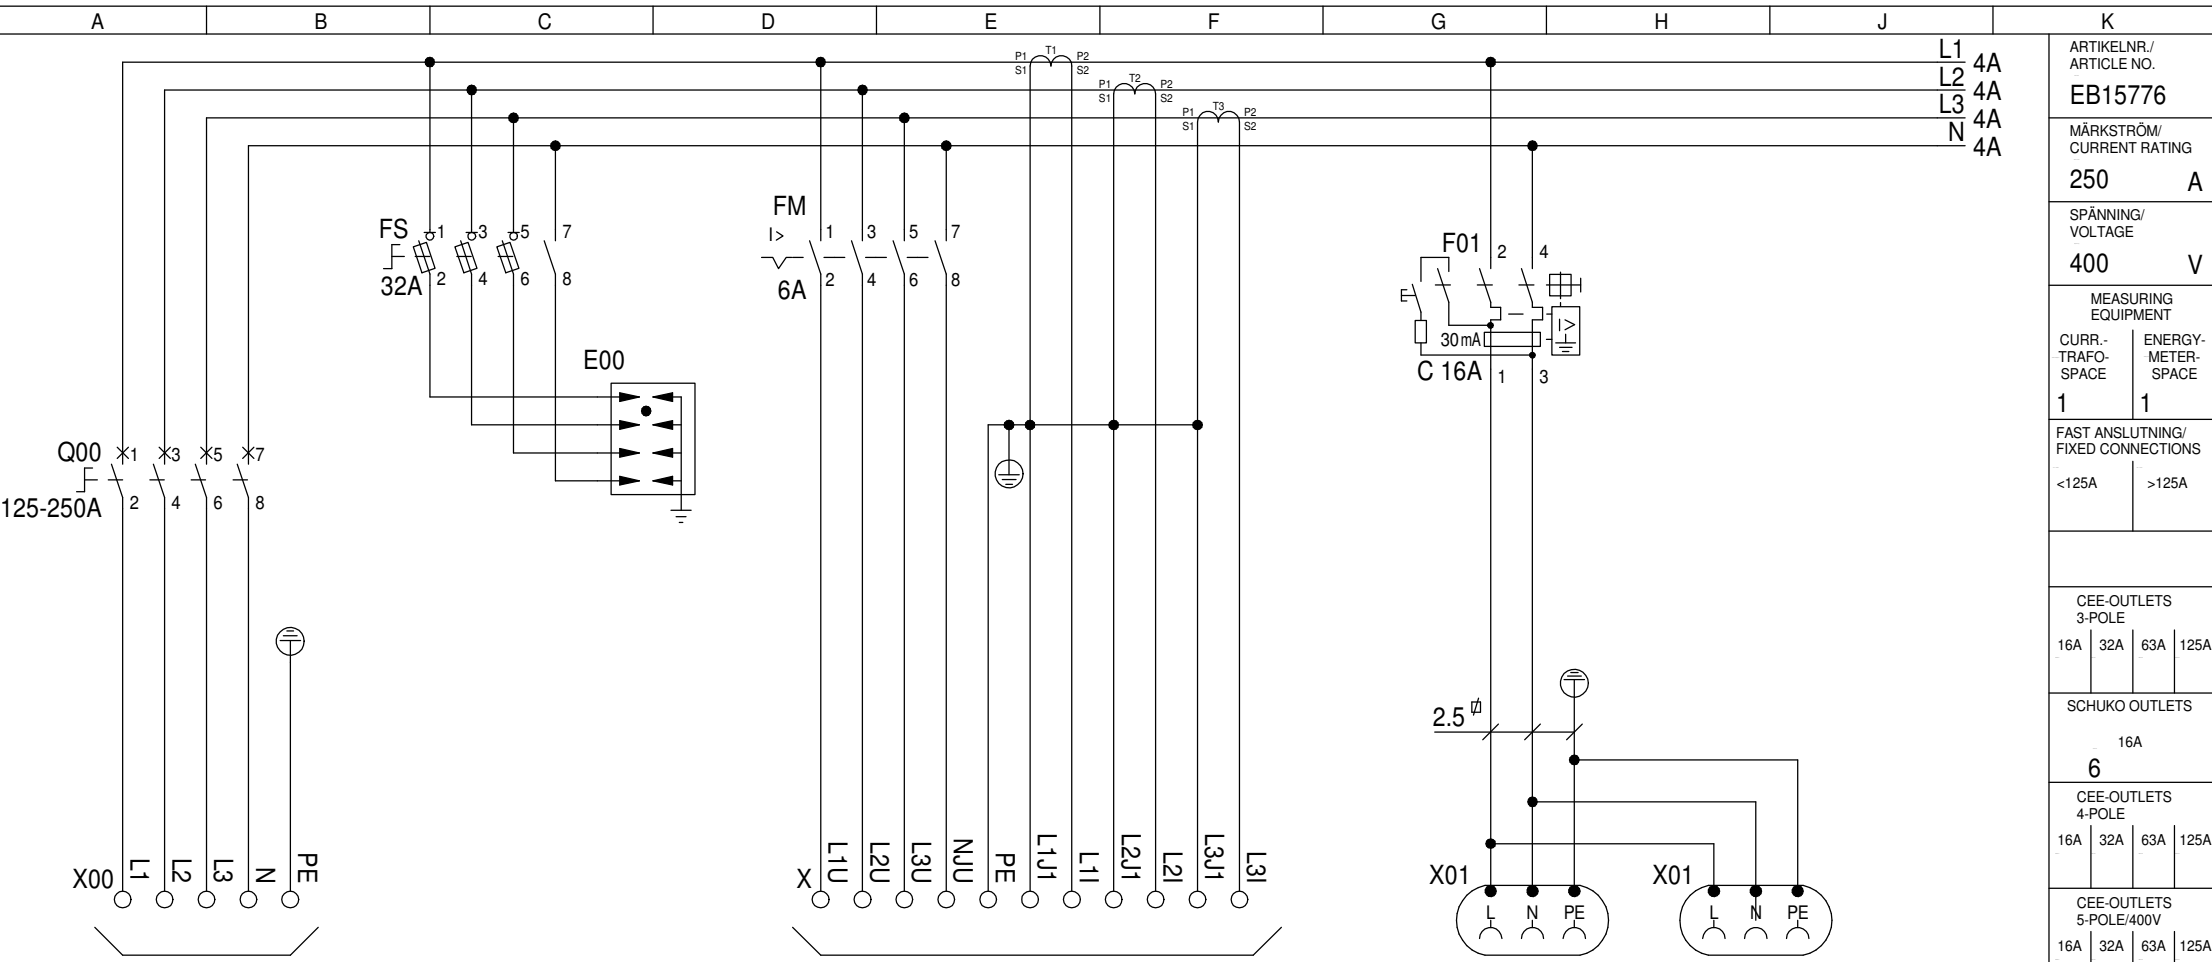 A B C D E F G H J K
P1 T1 P2
S1 S2
P1 T2 P2
S1 S2
P1 T3 P2
S1 S2
L1 4A
L2 4A
L3 4A
N 4A
FS 1 3 5 7
32A 2 4 6 8
E00
FM
I> 1 3 5 7
6A 2 4 6 8
F01 2 4
I>
30mA
C 16A 1 3
Q00 1 3 5 7
125-250A 2 4 6 8
2.5
X00 L1 L2 L3 N PE
X L1U L2U L3U NJU PE L1J1 L1I L2J1 L2I L3J1 L3I
X01 X01
L N PE L N PE
ARTIKELNR./
ARTICLE NO.
EB15776
MÄRKSTRÖM/
CURRENT RATING
250 A
SPÄNNING/
VOLTAGE
400 V
MEASURING
EQUIPMENT
CURR.- ENERGY-
TRAFO- METER-
SPACE SPACE
1 1
FAST ANSLUTNING/
FIXED CONNECTIONS
<125A >125A
CEE-OUTLETS
3-POLE
16A 32A 63A 125A
SCHUKO OUTLETS
16A
6
CEE-OUTLETS
4-POLE
16A 32A 63A 125A
CEE-OUTLETS
5-POLE/400V
16A 32A 63A 125A